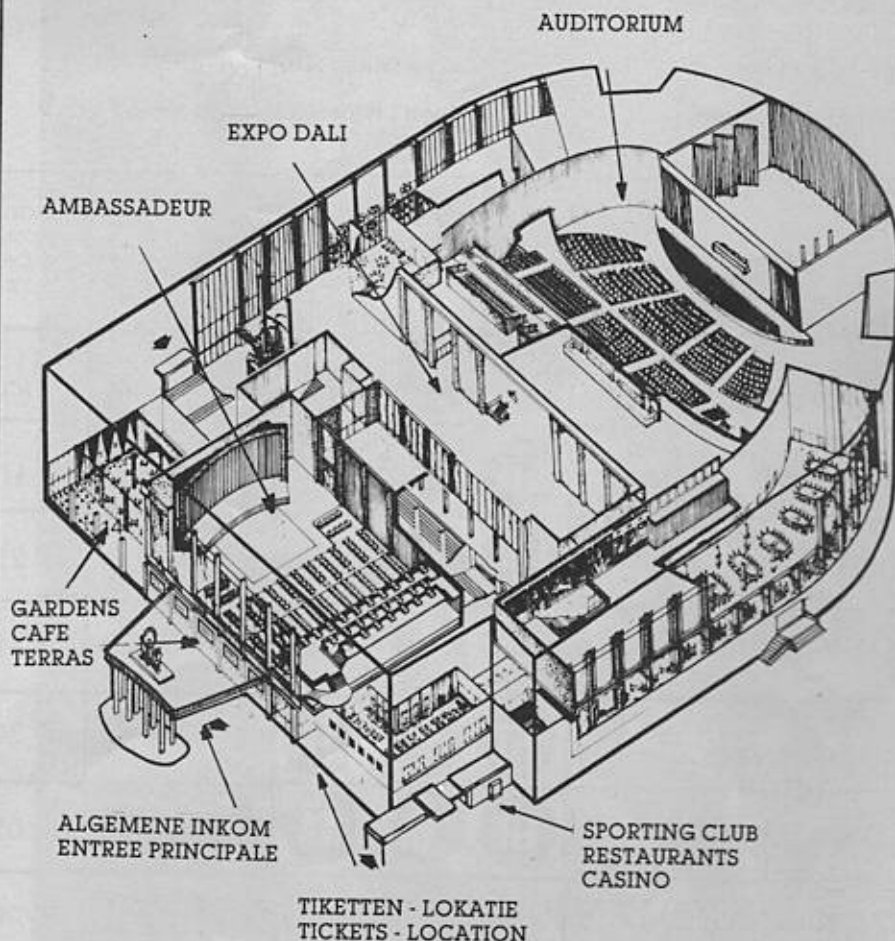 AUDITORIUM
EXPO DALI
AMBASSADEUR
GARDENS
CAFE
TERRAS
ALGEMENE INKOM
ENTREE PRINCIPALE
SPORTING CLUB
RESTAURANTS
CASINO
TIKETTEN - LOKATIE
TICKETS - LOCATION